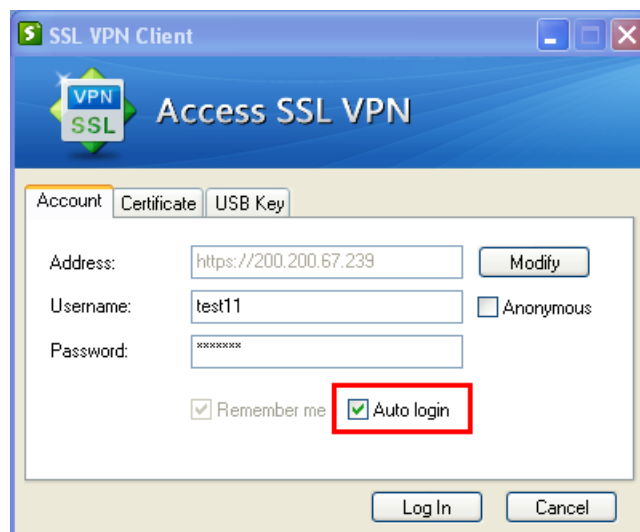 SSL VPN Client
VPN
SSL
Access SSL VPN
Account Certificate USB Key
Address: https://200.200.67.239 Modify
Username: test11 Anonymous
Password: *******
Remember me Auto login
Log In Cancel